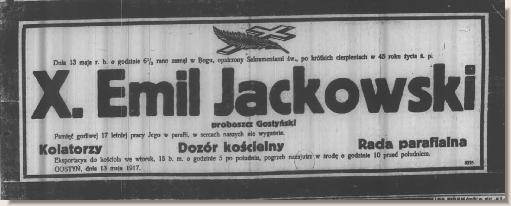 Dnia 13 maja r. b. o godzinie 6½ rano zasnął w Bogu, opatrzony Sakramentami św., po krótkich cierpieniach w 45 roku życia ś. p.
X. Emil Jackowski
proboszcz Gostyński
Pamięć gorliwej 17 letniej pracy Jego w parafii, w sercach naszych nie wygaśnie.
Kolatorzy Dozór kościelny Rada parafialna
Eksportacya do kościoła we wtorek, 15 b. m. o godzinie 5 po południu, pogrzeb nazajutrz w środę o godzinie 10 przed południem.
GOSTYŃ, dnia 13 maja 1917.